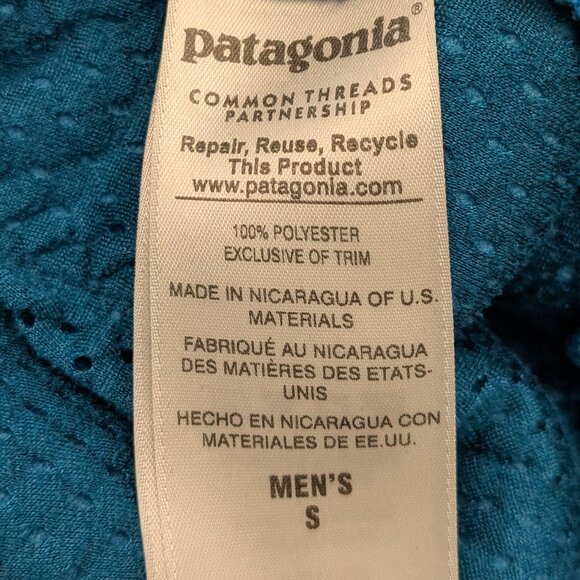 patagonia®
COMMON THREADS
PARTNERSHIP
Repair, Reuse, Recycle
This Product
www.patagonia.com
100% POLYESTER
EXCLUSIVE OF TRIM
MADE IN NICARAGUA OF U.S.
MATERIALS
FABRIQUÉ AU NICARAGUA
DES MATIÈRES DES ETATS-
UNIS
HECHO EN NICARAGUA CON
MATERIALES DE EE.UU.
MEN'S
S